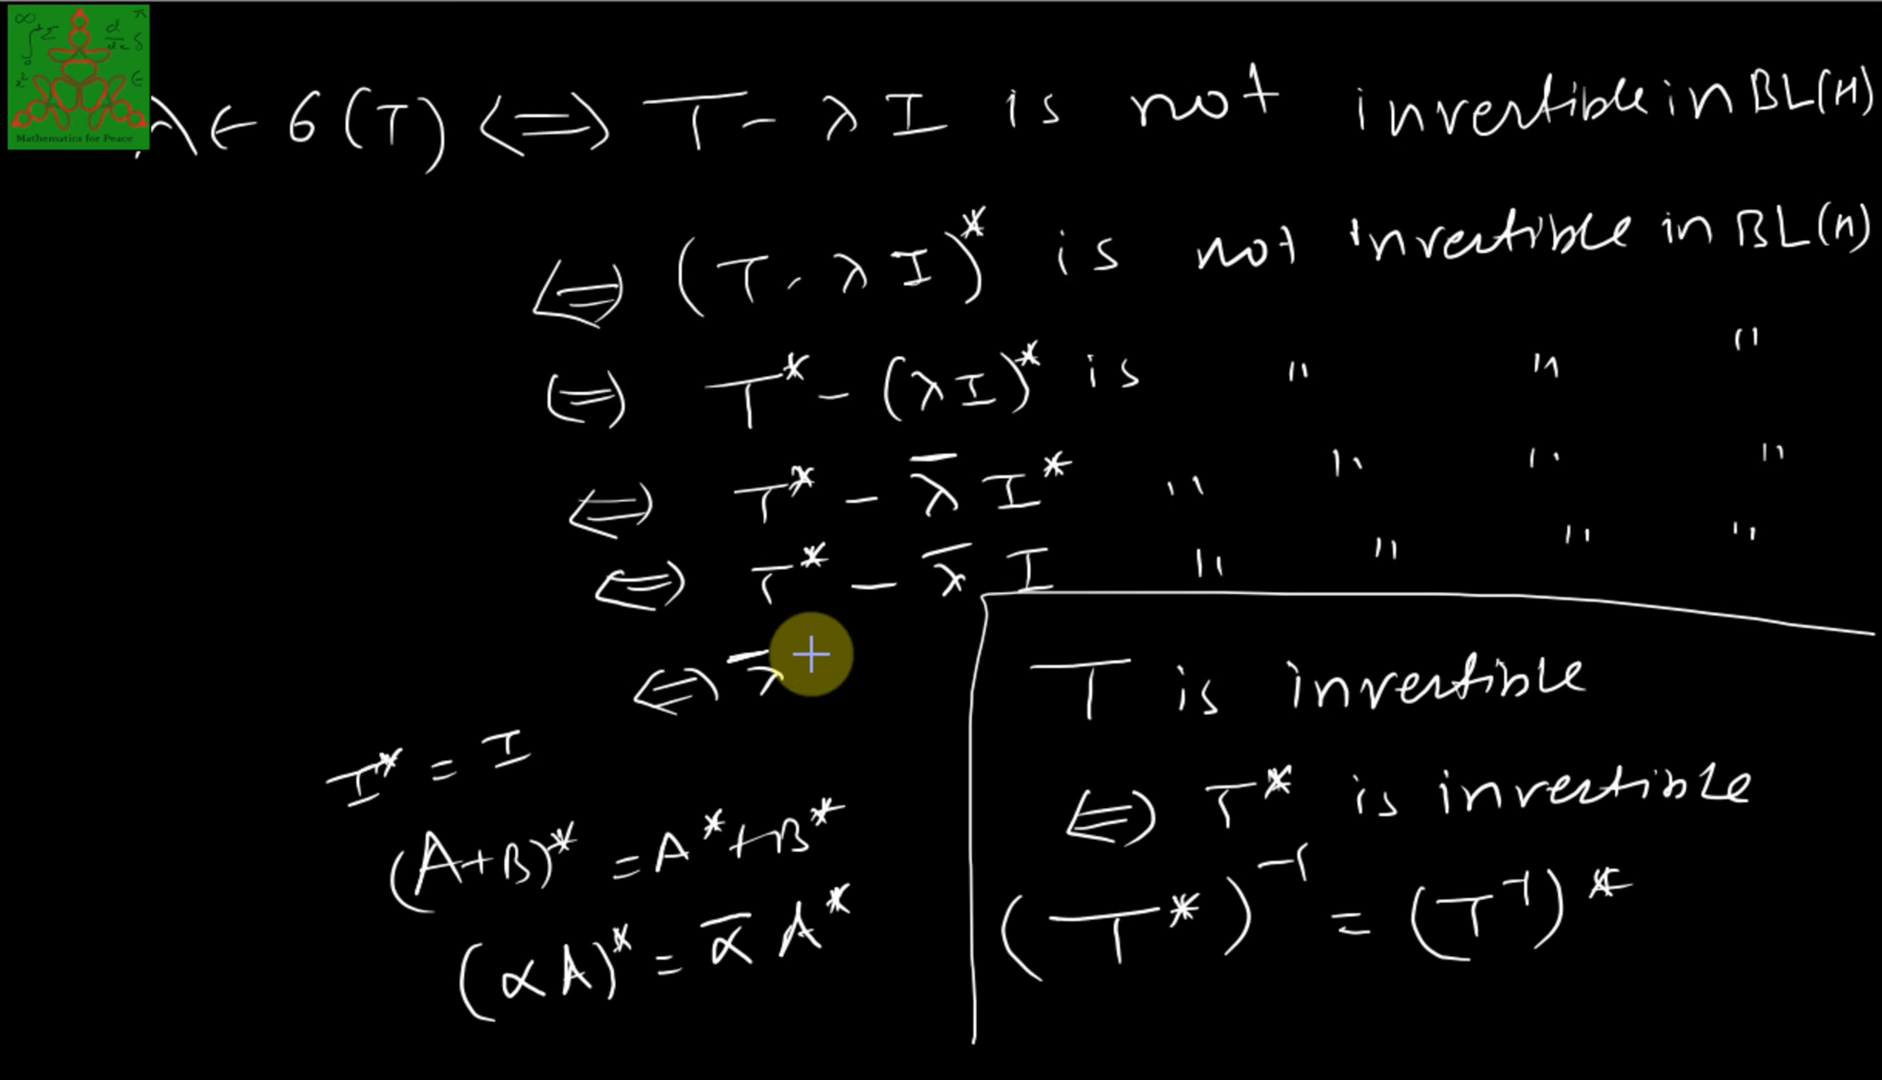 Mathematics for Peace
λ ∈ σ(T) <=> T - λI is not invertible in BL(H)
<=> (T - λI)* is not invertible in BL(H)
<=> T* - (λI)* is " " "
<=> T* - λ̄ I* " " " "
<=> T* - λ̄ I " " " "
<=> λ̄
I* = I
(A+B)* = A* + B*
(αA)* = ᾱ A*
T is invertible
<=> T* is invertible
(T*)⁻¹ = (T⁻¹)*